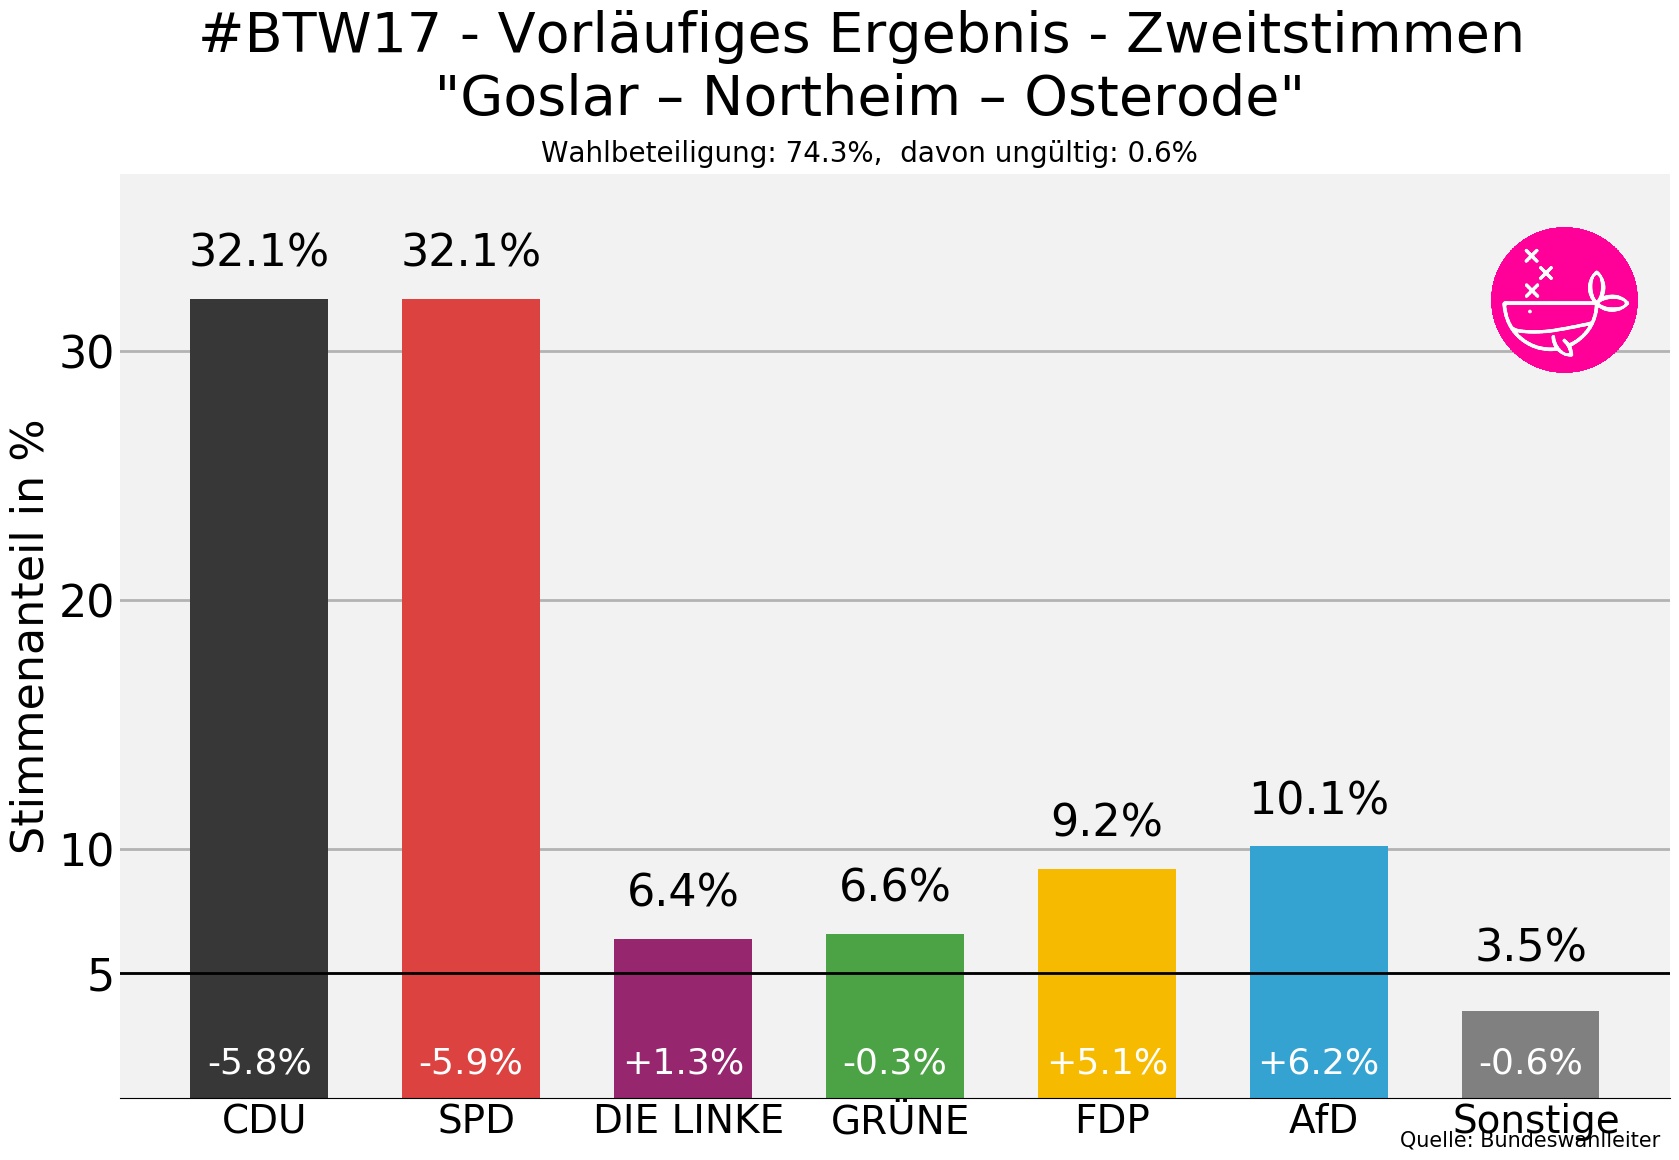 #BTW17 - Vorläufiges Ergebnis - Zweitstimmen
"Goslar – Northeim – Osterode"
Wahlbeteiligung: 74.3%,  davon ungültig: 0.6%
Stimmenanteil in %
30
20
10
5
32.1%
32.1%
6.4%
6.6%
9.2%
10.1%
3.5%
-5.8%
-5.9%
+1.3%
-0.3%
+5.1%
+6.2%
-0.6%
CDU
SPD
DIE LINKE
GRÜNE
FDP
AfD
Sonstige
Quelle: Bundeswahlleiter